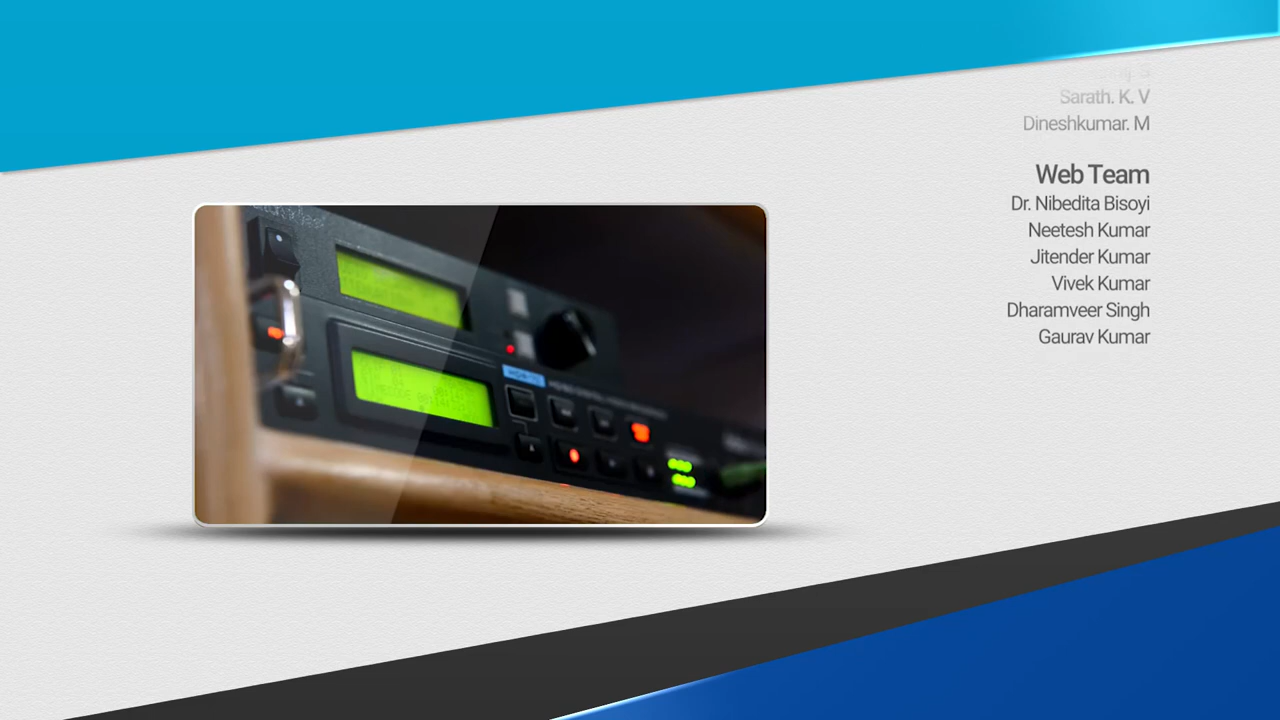 Sarath. K. V
Dineshkumar. M
Web Team
Dr. Nibedita Bisoyi
Neetesh Kumar
Jitender Kumar
Vivek Kumar
Dharamveer Singh
Gaurav Kumar